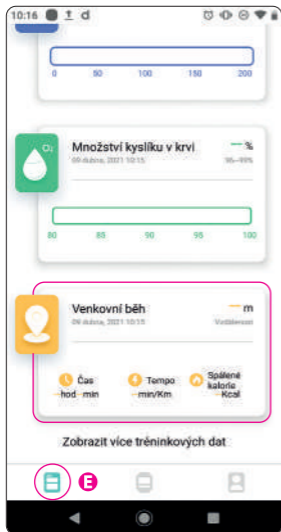 10:16
0 50 100 150 200
O₂
Množství kyslíku v krvi --%
09 dubna, 2021 10:15 95~99%
80 85 90 95 100
Venkovní běh -- m
09 dubna, 2021 10:15 Vzdálenost
Čas Tempo Spálené kalorie
--hod--min --min/Km --Kcal
Zobrazit více tréninkových dat
E